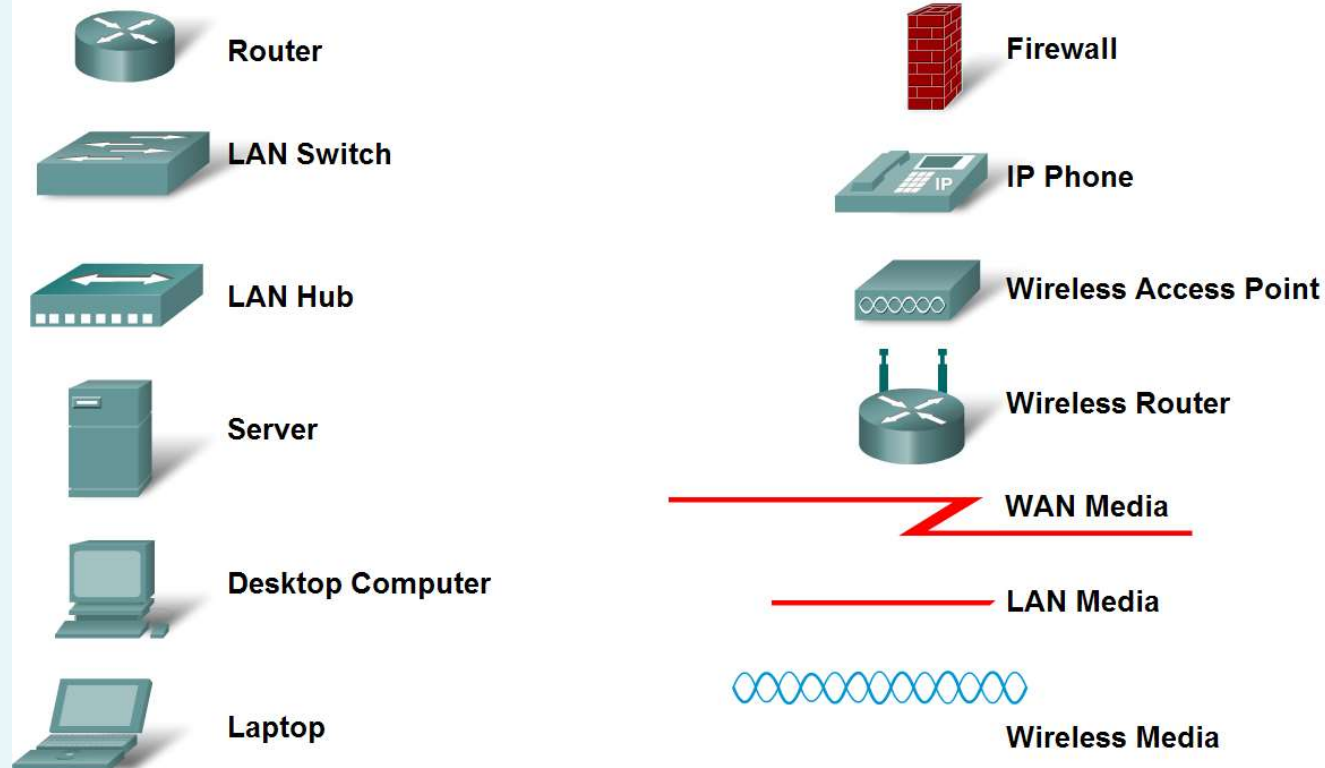 Router
LAN Switch
LAN Hub
Server
Desktop Computer
Laptop
Firewall
IP Phone
IP
Wireless Access Point
Wireless Router
WAN Media
LAN Media
Wireless Media